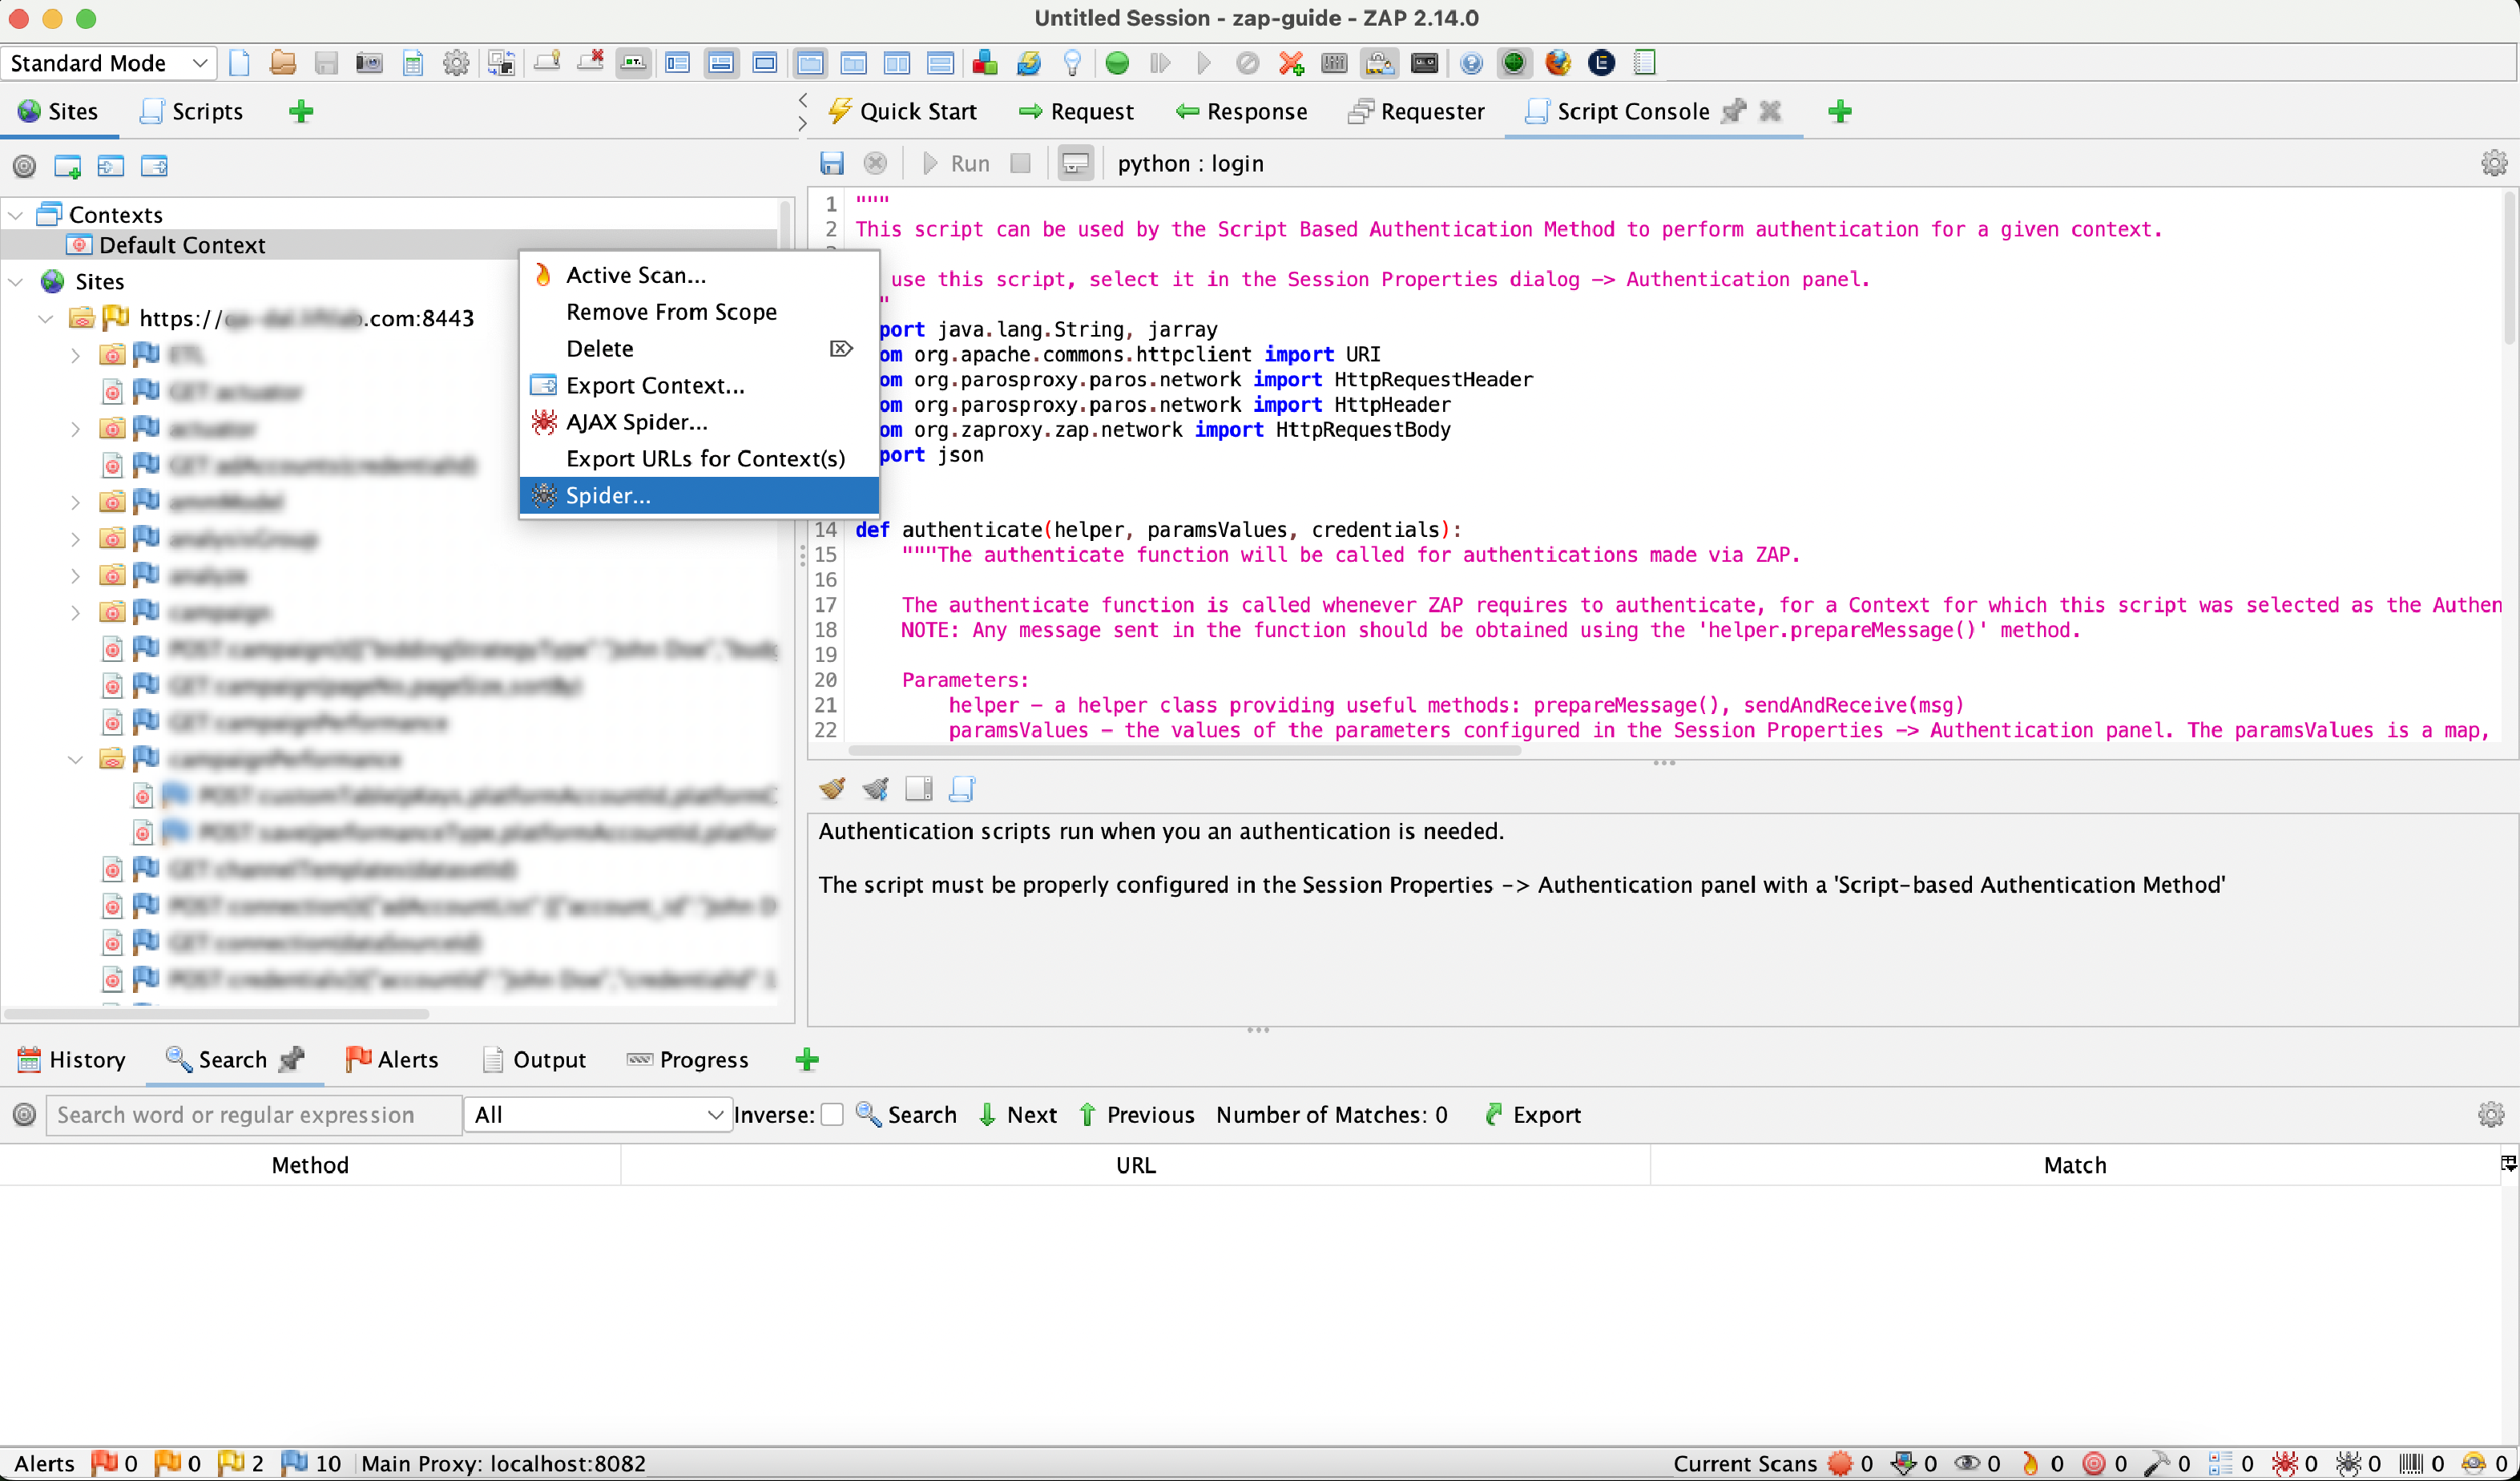 Untitled Session - zap-guide - ZAP 2.14.0
Standard Mode
Sites
Scripts
Quick Start
Request
Response
Requester
Script Console
Run
python : login
Contexts
Default Context
Sites
https://
.com:8443
Active Scan...
Remove From Scope
Delete
Export Context...
AJAX Spider...
Export URLs for Context(s)
Spider...
1 """
2 This script can be used by the Script Based Authentication Method to perform authentication for a given context.
use this script, select it in the Session Properties dialog -> Authentication panel.
"
port java.lang.String, jarray
om org.apache.commons.httpclient import URI
om org.parosproxy.paros.network import HttpRequestHeader
om org.parosproxy.paros.network import HttpHeader
om org.zaproxy.zap.network import HttpRequestBody
port json
14 def authenticate(helper, paramsValues, credentials):
15 """The authenticate function will be called for authentications made via ZAP.
16
17 The authenticate function is called whenever ZAP requires to authenticate, for a Context for which this script was selected as the Authen
18 NOTE: Any message sent in the function should be obtained using the 'helper.prepareMessage()' method.
19
20 Parameters:
21 helper - a helper class providing useful methods: prepareMessage(), sendAndReceive(msg)
22 paramsValues - the values of the parameters configured in the Session Properties -> Authentication panel. The paramsValues is a map,
Authentication scripts run when you an authentication is needed.
The script must be properly configured in the Session Properties -> Authentication panel with a 'Script-based Authentication Method'
History
Search
Alerts
Output
Progress
Search word or regular expression
All
Inverse:
Search
Next
Previous
Number of Matches: 0
Export
Method
URL
Match
Alerts 0 0 2 10 Main Proxy: localhost:8082
Current Scans 0 0 0 0 0 0 0 0 0 0 0